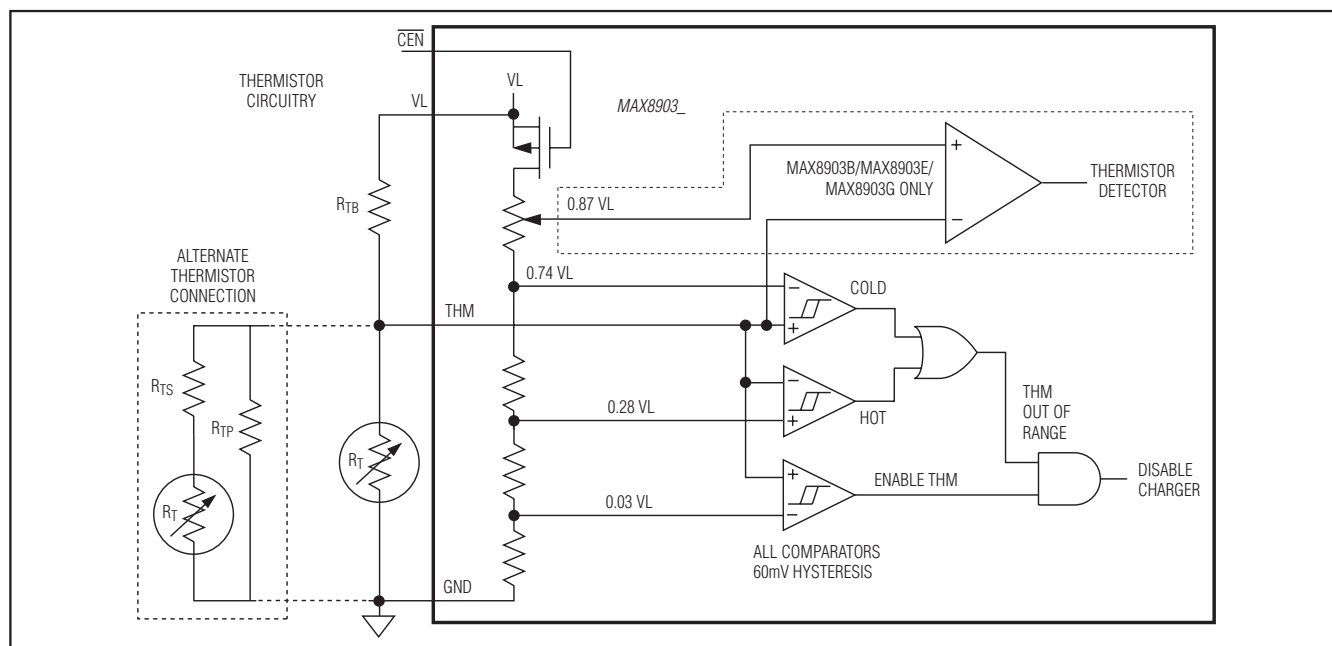 CEN
THERMISTOR
CIRCUITRY
VL
VL
MAX8903_
MAX8903B/MAX8903E/
MAX8903G ONLY
THERMISTOR
DETECTOR
RTB
0.87 VL
ALTERNATE
THERMISTOR
CONNECTION
0.74 VL
COLD
THM
RTS
RTP
0.28 VL
HOT
THM
OUT OF
RANGE
RT
RT
0.03 VL
ENABLE THM
DISABLE
CHARGER
ALL COMPARATORS
60mV HYSTERESIS
GND